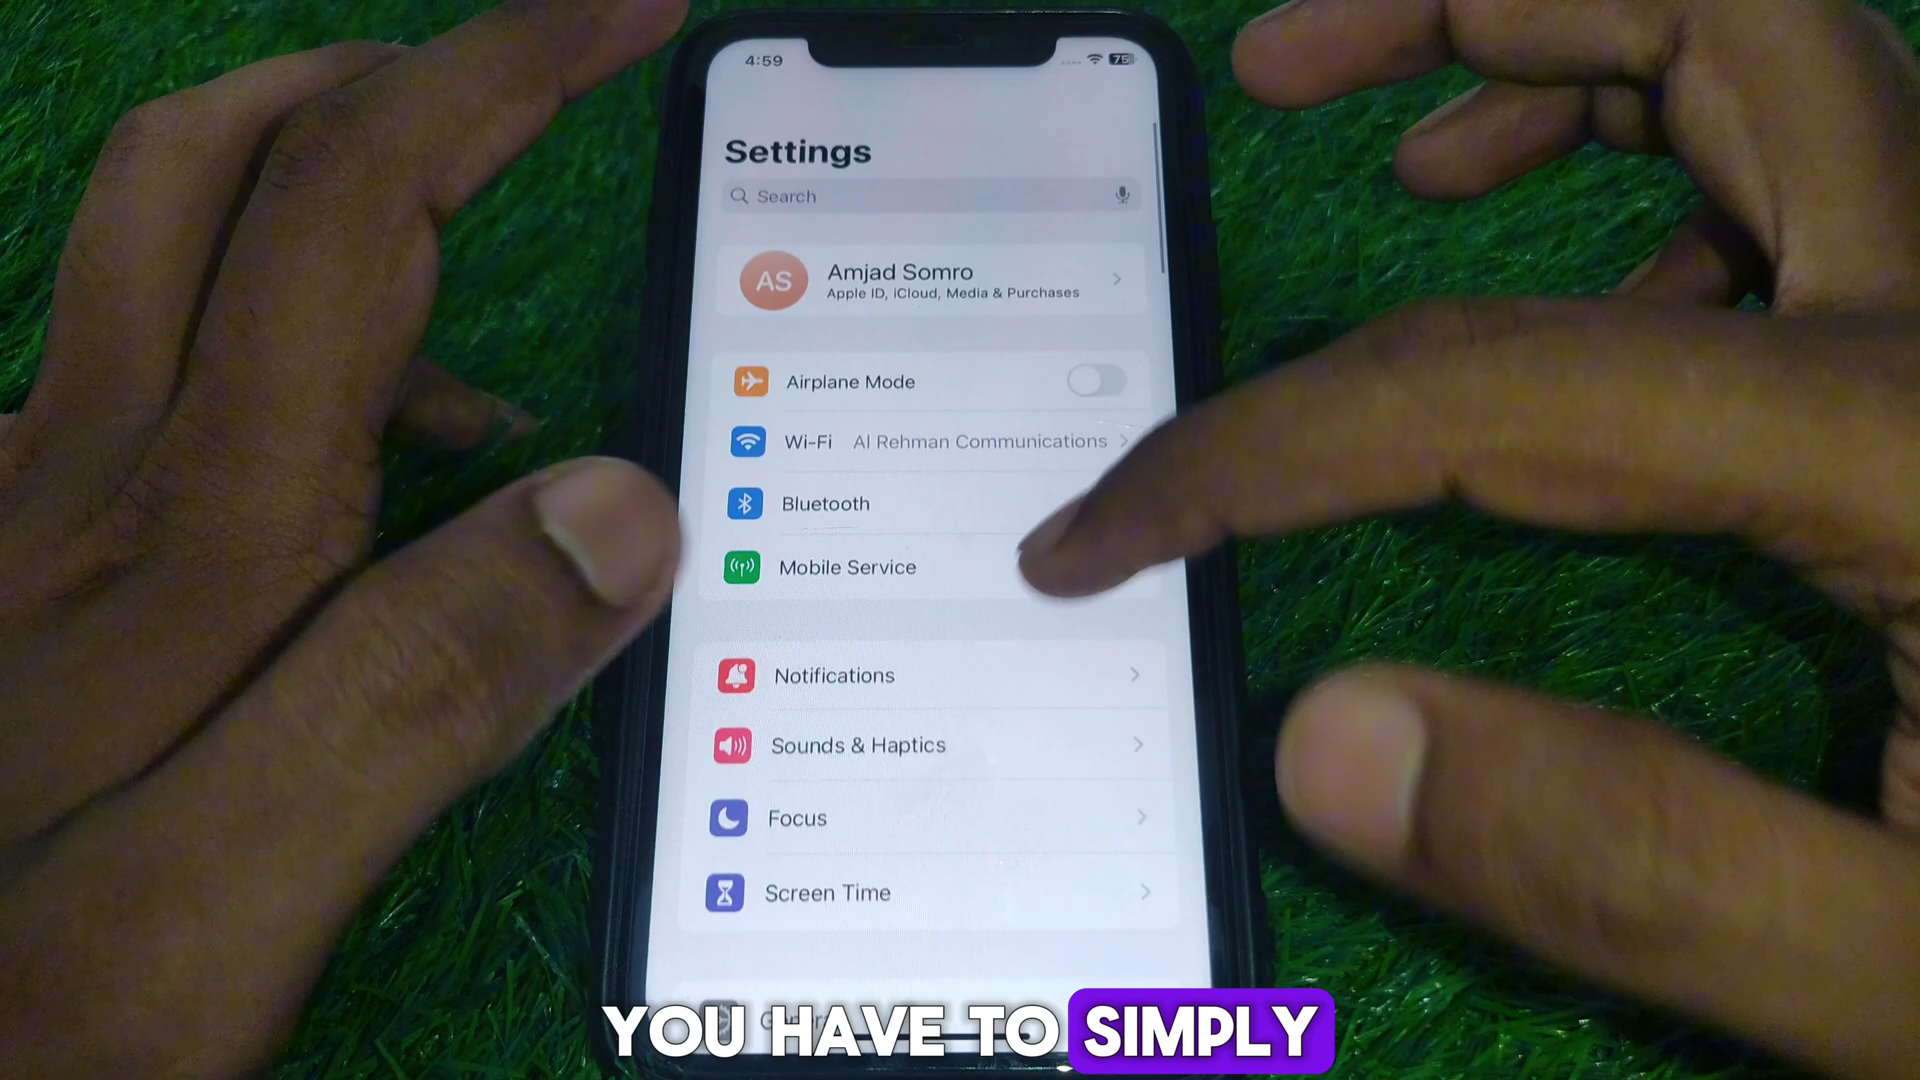 4:59
75
Settings
Search
AS
Amjad Somro
Apple ID, iCloud, Media & Purchases
Airplane Mode
Wi-Fi Al Rehman Communications
Bluetooth
Mobile Service
Notifications
Sounds & Haptics
Focus
Screen Time
YOU HAVE TO SIMPLY